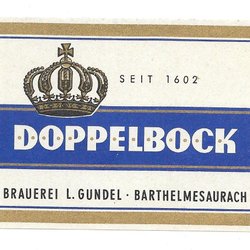 SEIT 1602
DOPPELBOCK
BRAUEREI L. GUNDEL · BARTHELMESAURACH